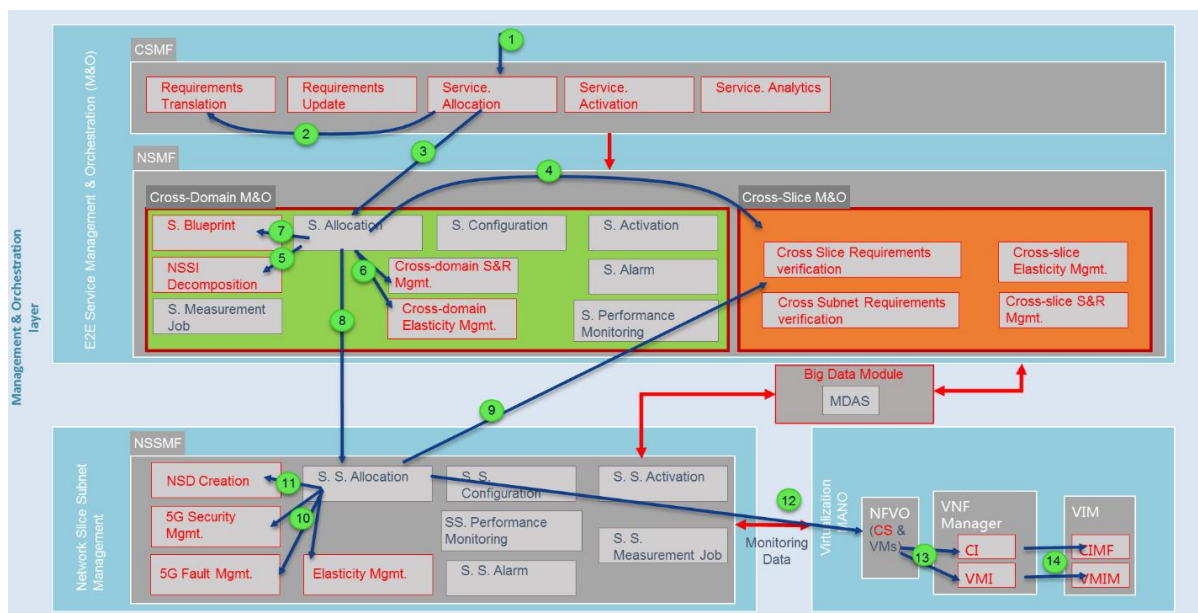 Management & Orchestration
layer
E2E Service Management & Orchestration (M&O)
CSMF
1
Requirements
Translation
Requirements
Update
Service.
Allocation
Service.
Activation
Service. Analytics
2
3
NSMF
4
Cross-Domain M&O
S. Blueprint
7
S. Allocation
S. Configuration
S. Activation
NSSI
Decomposition
5
6
Cross-domain S&R
Mgmt.
S. Alarm
S. Measurement
Job
Cross-domain
Elasticity Mgmt.
S. Performance
Monitoring
8
Cross-Slice M&O
Cross Slice Requirements
verification
Cross-slice
Elasticity Mgmt.
Cross Subnet Requirements
verification
Cross-slice S&R
Mgmt.
Big Data Module
MDAS
9
Network Slice Subnet
Management
NSSMF
NSD Creation
11
S. S. Allocation
S. S.
Configuration
S. S. Activation
5G Security
Mgmt.
10
SS. Performance
Monitoring
S. S.
Measurement Job
5G Fault Mgmt.
Elasticity Mgmt.
S. S. Alarm
12
Monitoring
Data
Virtualization
MANO
NFVO
(CS &
VMs)
13
VNF
Manager
CI
VMI
14
VIM
CIMF
VMIM